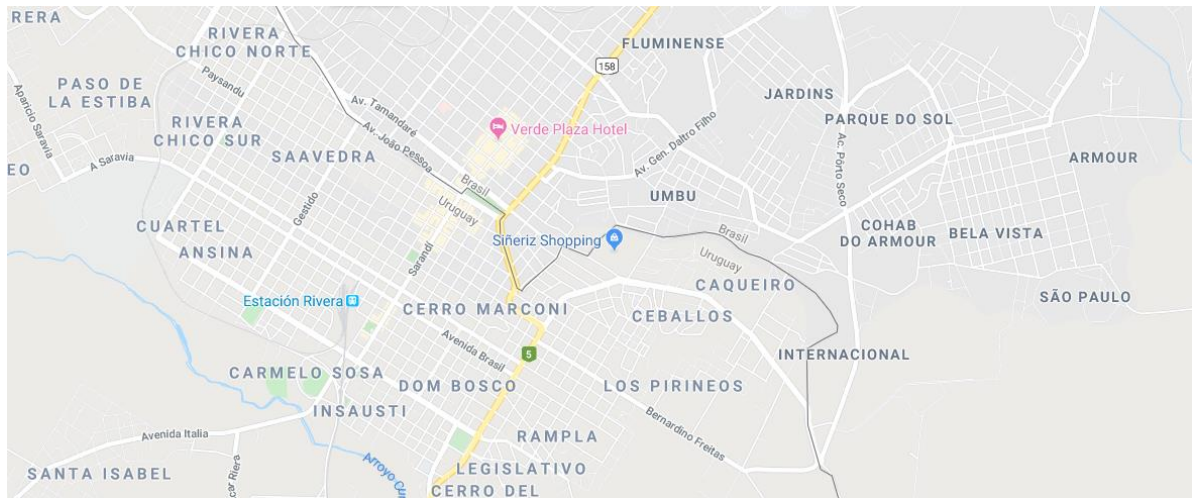 RERA
RIVERA
CHICO NORTE
FLUMINENSE
158
Paysandu
PASO DE
LA ESTIBA
JARDINS
Av. Tamandaré
Aparicio Saravia
RIVERA
CHICO SUR
Verde Plaza Hotel
PARQUE DO SOL
Av. João Pessoa
Av. Gen. Daltro Filho
Ac. Pôrto Seco
SAAVEDRA
ARMOUR
EO
A Saravia
Brasil
UMBU
Gestido
Uruguay
CUARTEL
COHAB
DO ARMOUR
BELA VISTA
Brasil
Siñeriz Shopping
ANSINA
Sarandí
Uruguay
CAQUEIRO
Estación Rivera
SÃO PAULO
CERRO MARCONI
CEBALLOS
Avenida Brasil
5
INTERNACIONAL
CARMELO SOSA
DOM BOSCO
LOS PIRINEOS
INSAUSTI
Bernardino Freitas
Avenida Italia
RAMPLA
SANTA ISABEL
car Riera
LEGISLATIVO
CERRO DEL